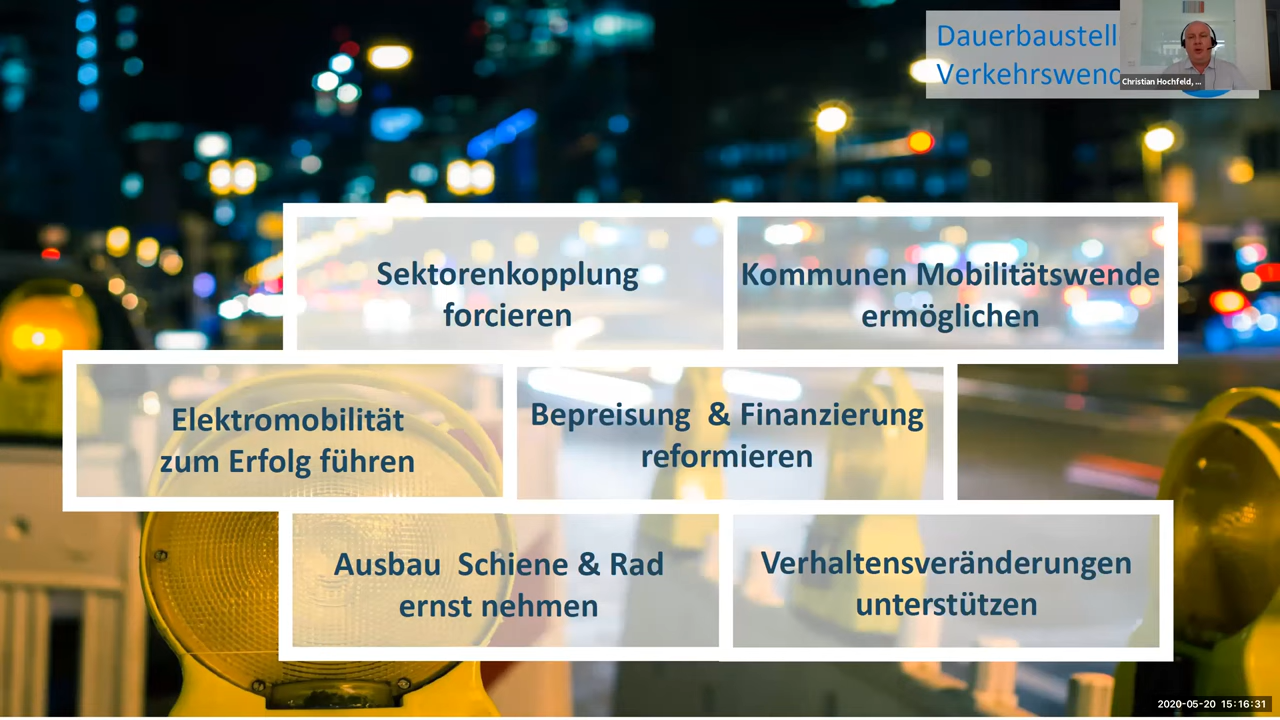 Dauerbaustell
Verkehrswend
Christian Hochfeld, ...
Sektorenkopplung
forcieren
Kommunen Mobilitätswende
ermöglichen
Elektromobilität
zum Erfolg führen
Bepreisung & Finanzierung
reformieren
Ausbau Schiene & Rad
ernst nehmen
Verhaltensveränderungen
unterstützen
2020-05-20 15:16:31